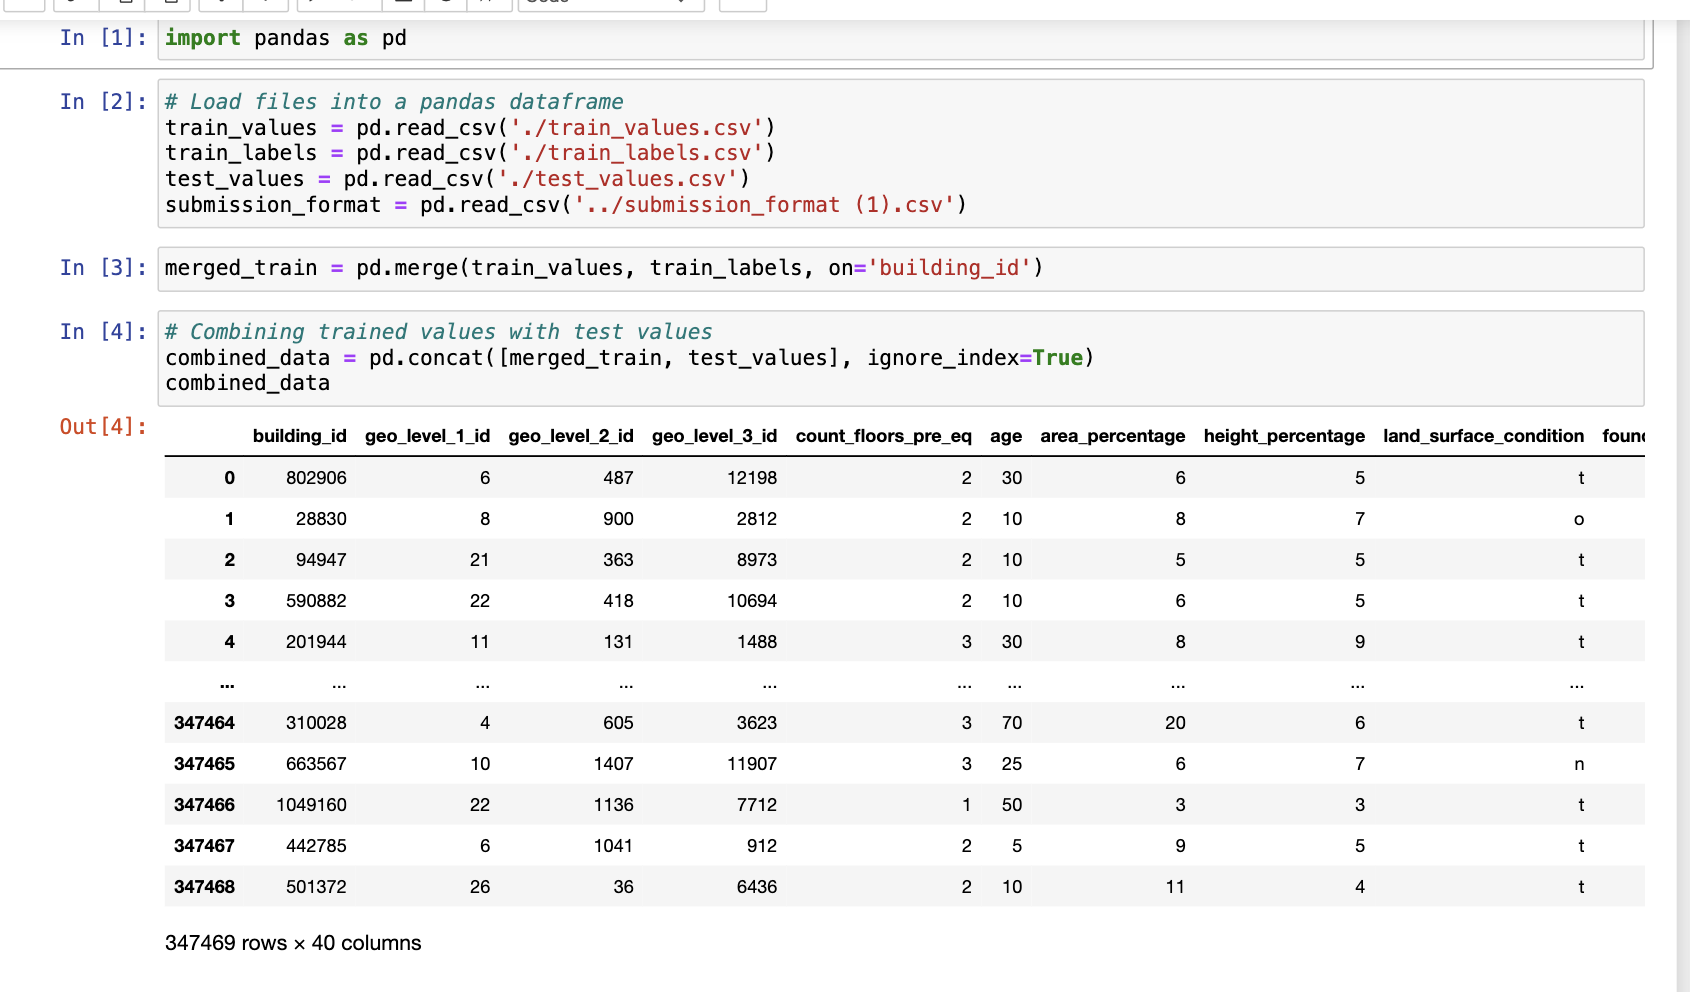 In [1]: import pandas as pd
In [2]: # Load files into a pandas dataframe
train_values = pd.read_csv('./train_values.csv')
train_labels = pd.read_csv('./train_labels.csv')
test_values = pd.read_csv('./test_values.csv')
submission_format = pd.read_csv('../submission_format (1).csv')
In [3]: merged_train = pd.merge(train_values, train_labels, on='building_id')
In [4]: # Combining trained values with test values
combined_data = pd.concat([merged_train, test_values], ignore_index=True)
combined_data
Out[4]:
building_id geo_level_1_id geo_level_2_id geo_level_3_id count_floors_pre_eq age area_percentage height_percentage land_surface_condition
0 802906 6 487 12198 2 30 6 5 t
1 28830 8 900 2812 2 10 8 7 o
2 94947 21 363 8973 2 10 5 5 t
3 590882 22 418 10694 2 10 6 5 t
4 201944 11 131 1488 3 30 8 9 t
... ... ... ... ... ... ... ... ... ...
347464 310028 4 605 3623 3 70 20 6 t
347465 663567 10 1407 11907 3 25 6 7 n
347466 1049160 22 1136 7712 1 50 3 3 t
347467 442785 6 1041 912 2 5 9 5 t
347468 501372 26 36 6436 2 10 11 4 t
347469 rows × 40 columns